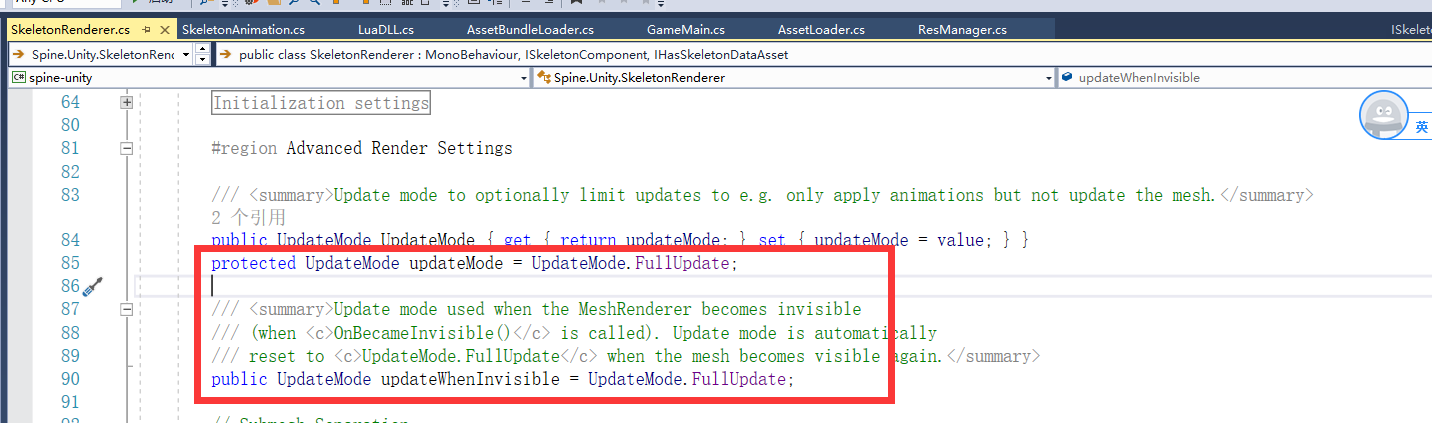 启动
SkeletonRenderer.cs
SkeletonAnimation.cs
LuaDLL.cs
AssetBundleLoader.cs
GameMain.cs
AssetLoader.cs
ResManager.cs
Spine.Unity.SkeletonRen
public class SkeletonRenderer : MonoBehaviour, ISkeletonComponent, IHasSkeletonDataAsset
C# spine-unity
Spine.Unity.SkeletonRenderer
updateWhenInvisible
64 Initialization settings
80
81 #region Advanced Render Settings
82
83 /// <summary>Update mode to optionally limit updates to e.g. only apply animations but not update the mesh.</summary>
2 个引用
84 public UpdateMode UpdateMode { get { return updateMode; } set { updateMode = value; } }
85 protected UpdateMode updateMode = UpdateMode.FullUpdate;
86
87 /// <summary>Update mode used when the MeshRenderer becomes invisible
88 /// (when <c>OnBecameInvisible()</c> is called). Update mode is automatically
89 /// reset to <c>UpdateMode.FullUpdate</c> when the mesh becomes visible again.</summary>
90 public UpdateMode updateWhenInvisible = UpdateMode.FullUpdate;
91
英